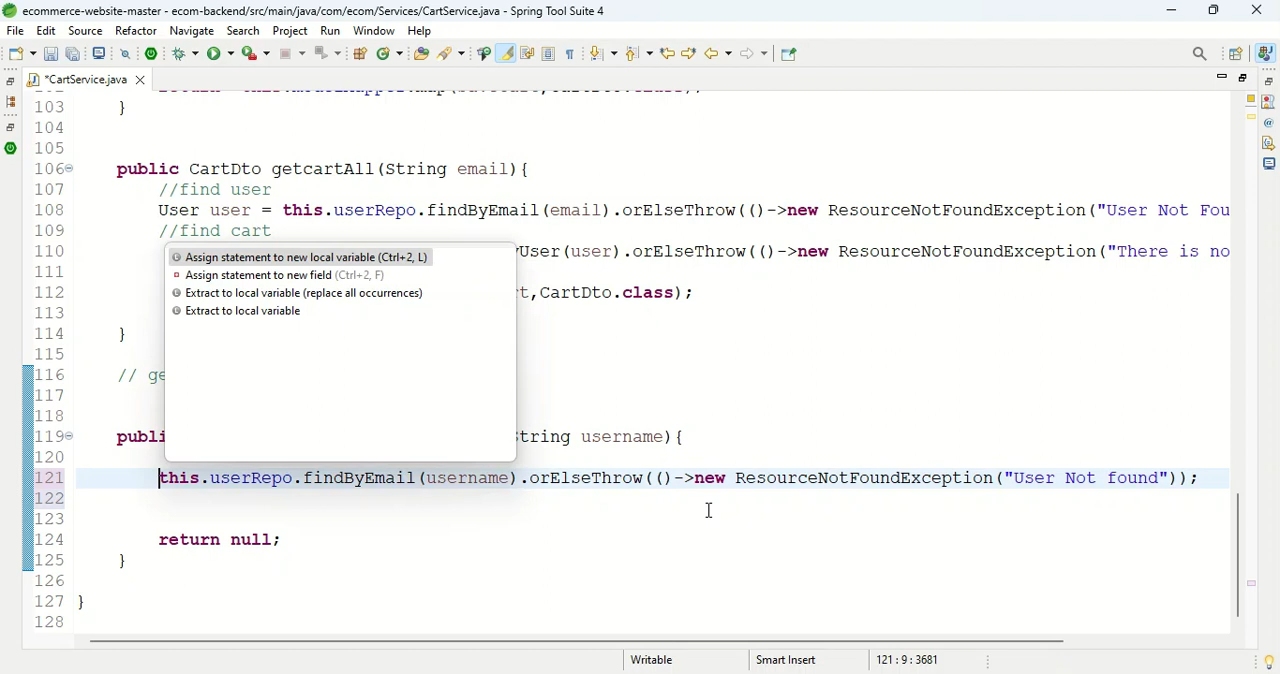 ecommerce-website-master - ecom-backend/src/main/java/com/ecom/Services/CartService.java - Spring Tool Suite 4
File Edit Source Refactor Navigate Search Project Run Window Help
*CartService.java
103 }
104
105
106 public CartDto getcartAll(String email){
107 //find user
108 User user = this.userRepo.findByEmail(email).orElseThrow(()->new ResourceNotFoundException("User Not Fou
109 //find cart
110 yUser(user).orElseThrow(()->new ResourceNotFoundException("There is no
111
112 t,CartDto.class);
113
114 }
115
116 // ge
117
118
119 publi String username){
120
121 this.userRepo.findByEmail(username).orElseThrow(()->new ResourceNotFoundException("User Not found"));
122
123
124 return null;
125 }
126
127 }
128
Assign statement to new local variable (Ctrl+2, L)
Assign statement to new field (Ctrl+2, F)
Extract to local variable (replace all occurrences)
Extract to local variable
Writable Smart Insert 121 : 9 : 3681